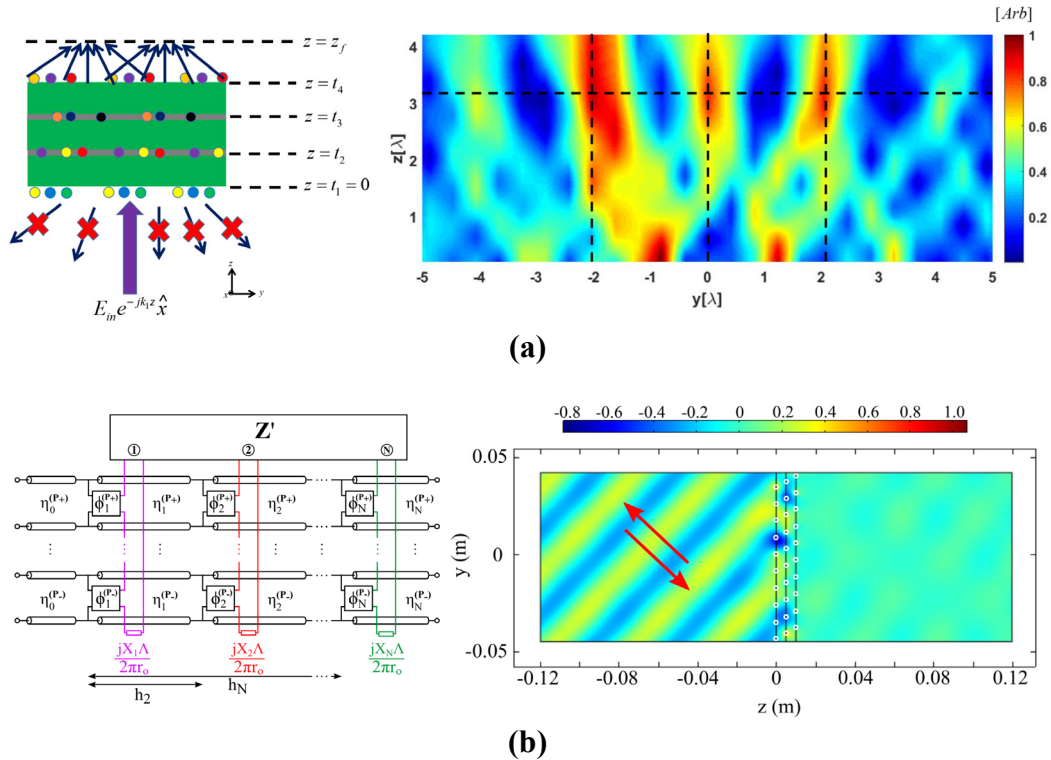 z = z_f
z = t_4
z = t_3
z = t_2
z = t_1 = 0
z
x
y
E_in e^{-jk_1z} x̂
[Arb]
1
0.8
0.6
0.4
0.2
4
3
2
1
z[λ]
-5 -4 -3 -2 -1 0 1 2 3 4 5
y[λ]
(a)
Z'
① ② Ⓝ
η_0^(P+) ϕ_1^(P+) η_1^(P+) ϕ_2^(P+) η_2^(P+) ϕ_N^(P+) η_N^(P+)
η_0^(P-) ϕ_1^(P-) η_1^(P-) ϕ_2^(P-) η_2^(P-) ϕ_N^(P-) η_N^(P-)
jX_1Λ jX_2Λ jX_NΛ
2πr_o 2πr_o 2πr_o
h_2
h_N
-0.8 -0.6 -0.4 -0.2 0 0.2 0.4 0.6 0.8 1.0
0.05
0
-0.05
y (m)
-0.12 -0.08 -0.04 0 0.04 0.08 0.12
z (m)
(b)